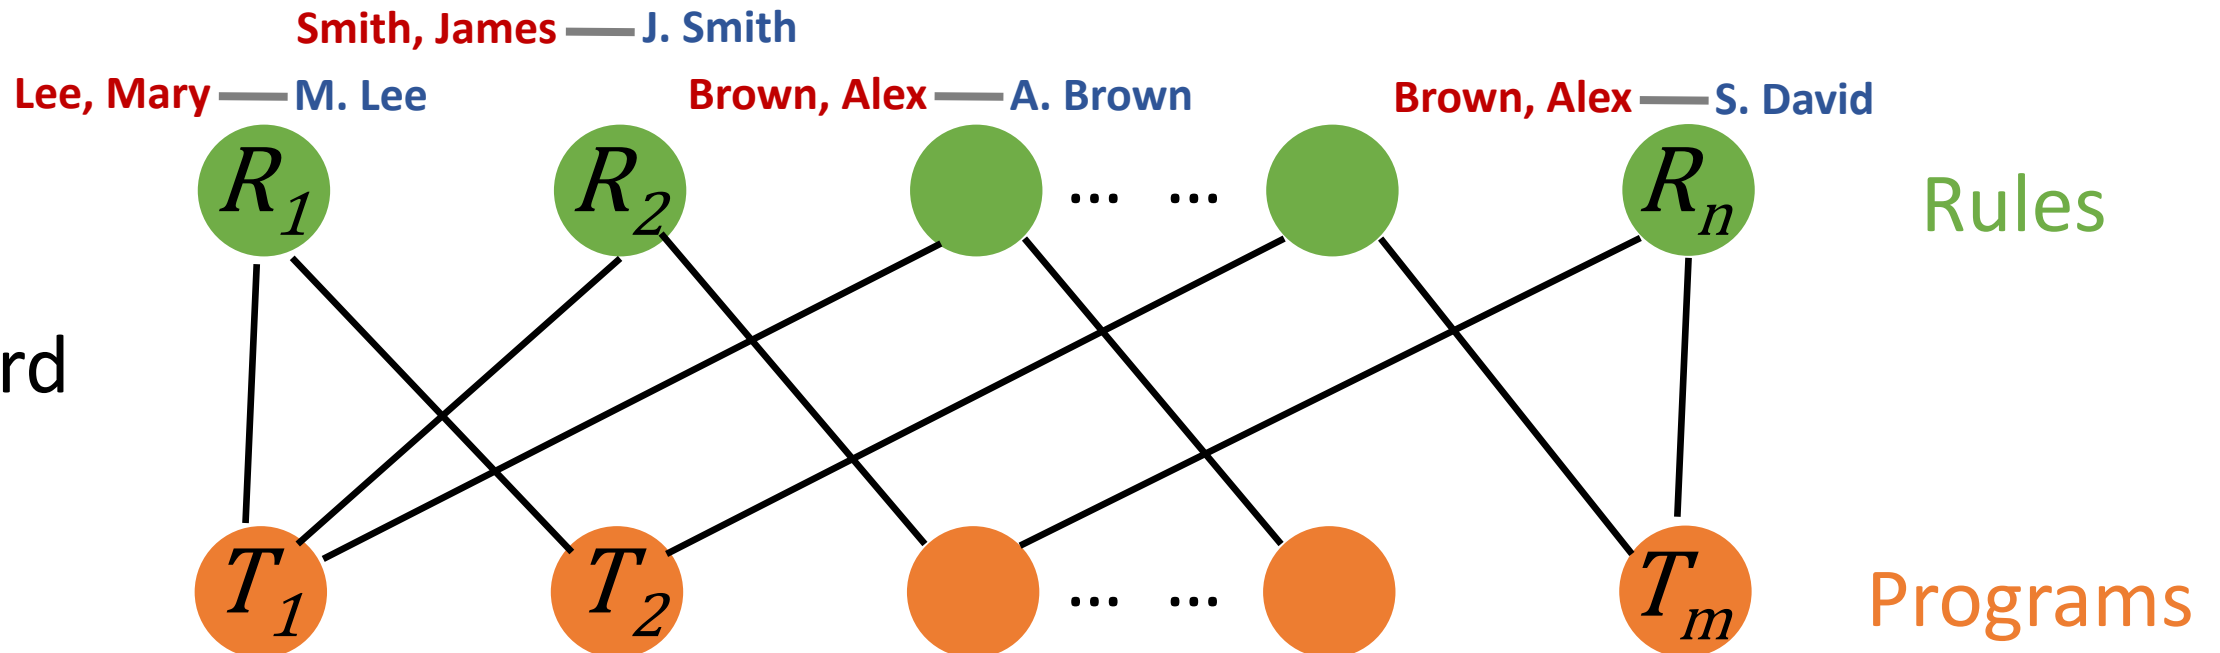 Smith, James J. Smith
Lee, Mary M. Lee Brown, Alex A. Brown Brown, Alex S. David
R1 R2 ... ... Rn Rules
rd
T1 T2 ... ... Tm Programs